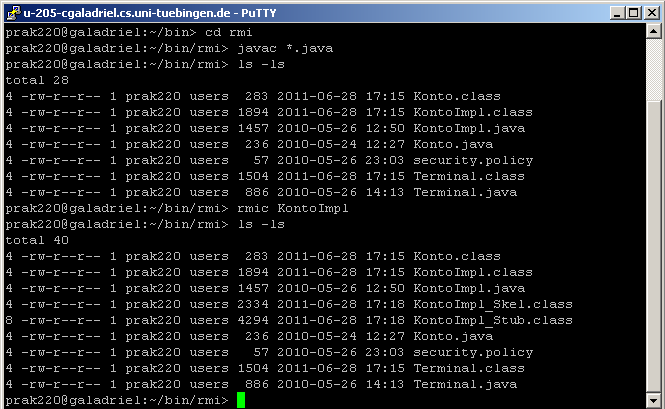 u-205-cgaladriel.cs.uni-tuebingen.de - PuTTY
prak220@galadriel:~/bin> cd rmi
prak220@galadriel:~/bin/rmi> javac *.java
prak220@galadriel:~/bin/rmi> ls -ls
total 28
4 -rw-r--r-- 1 prak220 users  283 2011-06-28 17:15 Konto.class
4 -rw-r--r-- 1 prak220 users 1894 2011-06-28 17:15 KontoImpl.class
4 -rw-r--r-- 1 prak220 users 1457 2010-05-26 12:50 KontoImpl.java
4 -rw-r--r-- 1 prak220 users  236 2010-05-24 12:27 Konto.java
4 -rw-r--r-- 1 prak220 users   57 2010-05-26 23:03 security.policy
4 -rw-r--r-- 1 prak220 users 1504 2011-06-28 17:15 Terminal.class
4 -rw-r--r-- 1 prak220 users  886 2010-05-26 14:13 Terminal.java
prak220@galadriel:~/bin/rmi> rmic KontoImpl
prak220@galadriel:~/bin/rmi> ls -ls
total 40
4 -rw-r--r-- 1 prak220 users  283 2011-06-28 17:15 Konto.class
4 -rw-r--r-- 1 prak220 users 1894 2011-06-28 17:15 KontoImpl.class
4 -rw-r--r-- 1 prak220 users 1457 2010-05-26 12:50 KontoImpl.java
4 -rw-r--r-- 1 prak220 users 2334 2011-06-28 17:18 KontoImpl_Skel.class
8 -rw-r--r-- 1 prak220 users 4294 2011-06-28 17:18 KontoImpl_Stub.class
4 -rw-r--r-- 1 prak220 users  236 2010-05-24 12:27 Konto.java
4 -rw-r--r-- 1 prak220 users   57 2010-05-26 23:03 security.policy
4 -rw-r--r-- 1 prak220 users 1504 2011-06-28 17:15 Terminal.class
4 -rw-r--r-- 1 prak220 users  886 2010-05-26 14:13 Terminal.java
prak220@galadriel:~/bin/rmi>